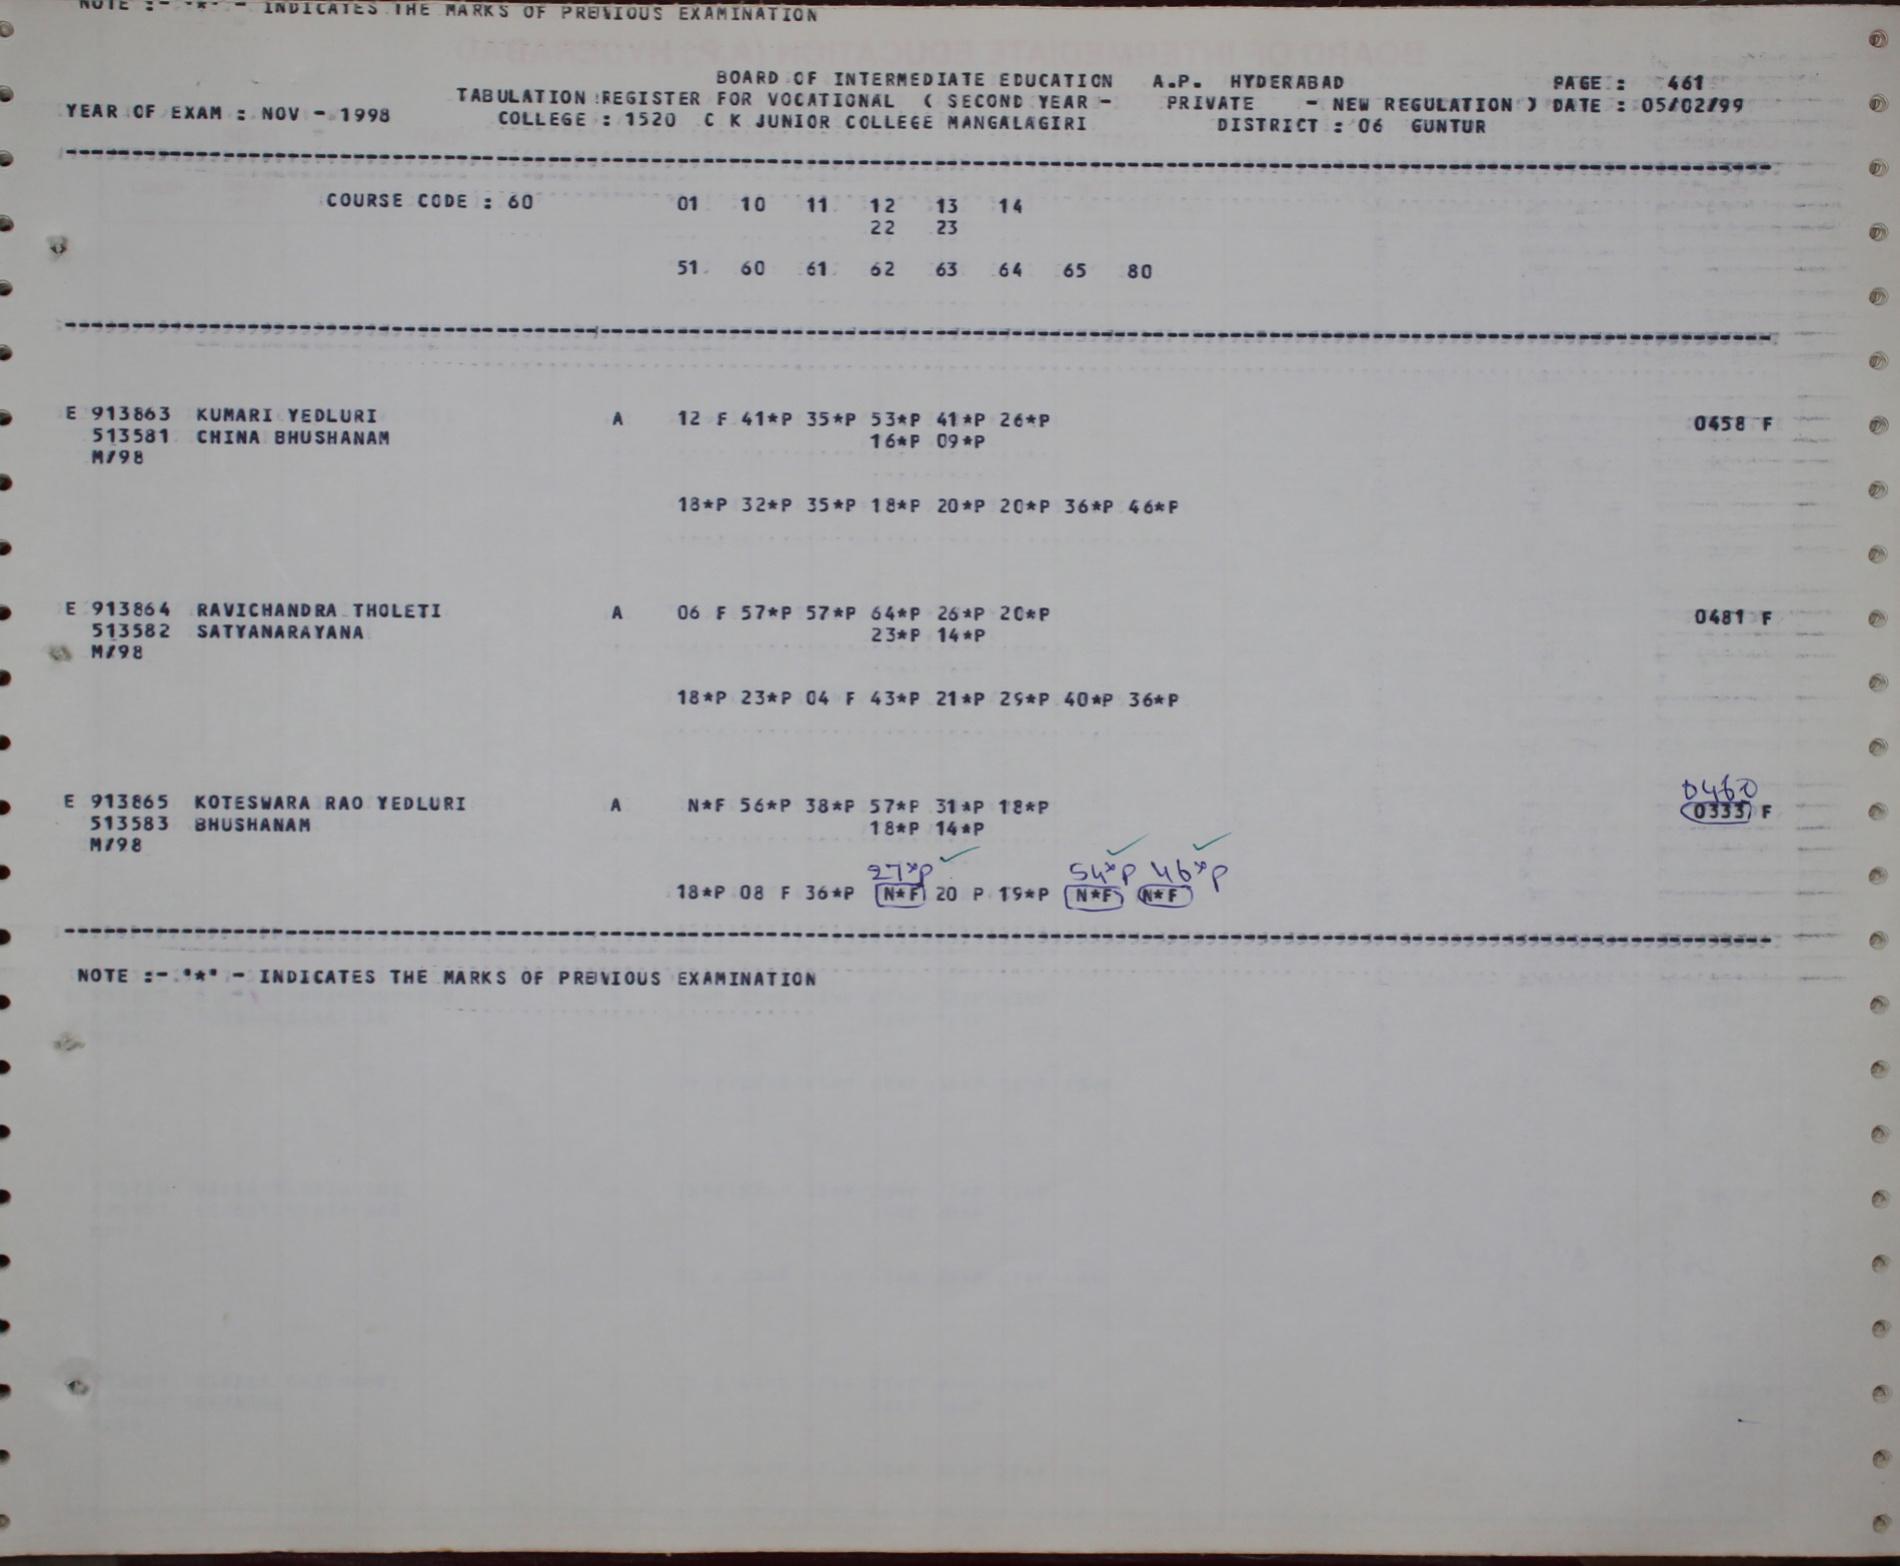 NOTE :- "*" - INDICATES THE MARKS OF PREVIOUS EXAMINATION
BOARD OF INTERMEDIATE EDUCATION A.P. HYDERABAD PAGE : 461
TABULATION REGISTER FOR VOCATIONAL ( SECOND YEAR - PRIVATE - NEW REGULATION ) DATE : 05/02/99
YEAR OF EXAM : NOV - 1998 COLLEGE : 1520 C K JUNIOR COLLEGE MANGALAGIRI DISTRICT : 06 GUNTUR
COURSE CODE : 60 01 10 11 12 13 14
22 23
51 60 61 62 63 64 65 80
E 913863 KUMARI YEDLURI A 12 F 41*P 35*P 53*P 41*P 26*P 0458 F
513581 CHINA BHUSHANAM 16*P 09*P
M/98
18*P 32*P 35*P 18*P 20*P 20*P 36*P 46*P
E 913864 RAVICHANDRA THOLETI A 06 F 57*P 57*P 64*P 26*P 20*P 0481 F
513582 SATYANARAYANA 23*P 14*P
M/98
18*P 23*P 04 F 43*P 21*P 29*P 40*P 36*P
0460
E 913865 KOTESWARA RAO YEDLURI A N*F 56*P 38*P 57*P 31*P 18*P 0333 F
513583 BHUSHANAM 18*P 14*P
M/98
27*P 54*P 46*P
18*P 08 F 36*P N*F 20 P 19*P N*F N*F
NOTE :- "*" - INDICATES THE MARKS OF PREVIOUS EXAMINATION